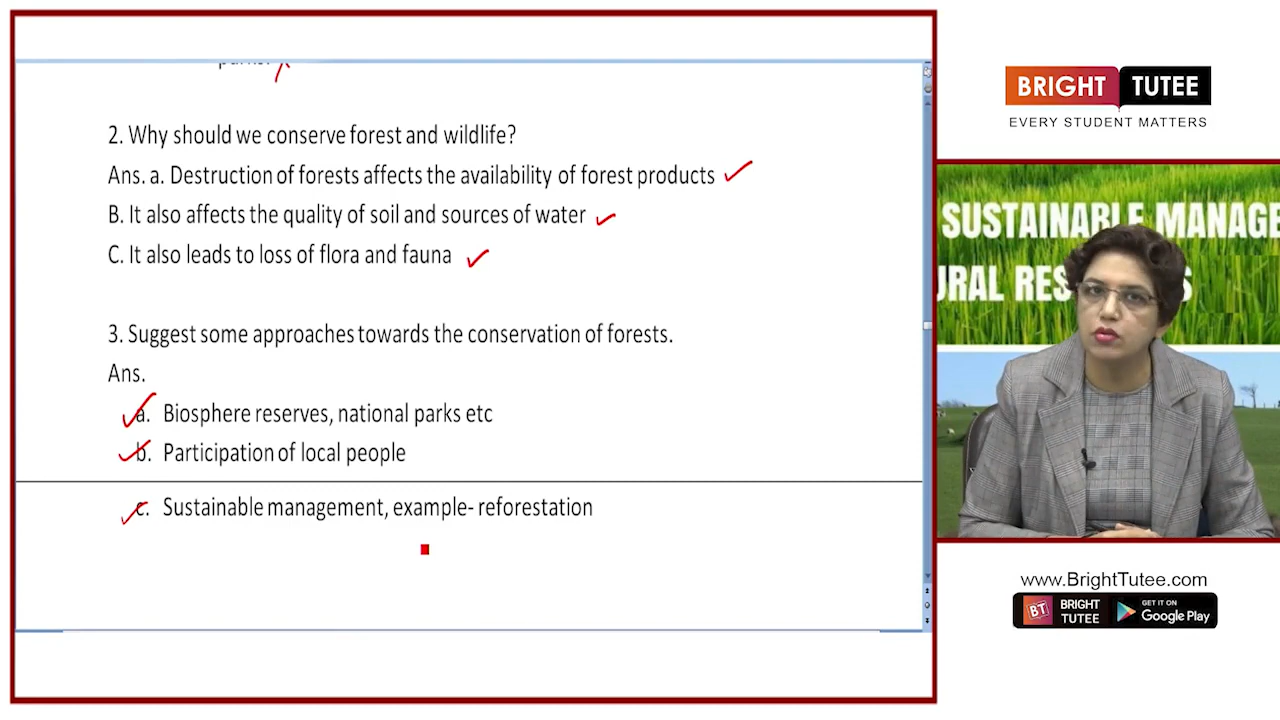 2. Why should we conserve forest and wildlife?
Ans. a. Destruction of forests affects the availability of forest products
B. It also affects the quality of soil and sources of water
C. It also leads to loss of flora and fauna
3. Suggest some approaches towards the conservation of forests.
Ans.
a. Biosphere reserves, national parks etc
b. Participation of local people
c. Sustainable management, example- reforestation
BRIGHT TUTEE
EVERY STUDENT MATTERS
SUSTAINABLE MANAGE
URAL RES S
www.BrightTutee.com
BT BRIGHT TUTEE
GET IT ON
Google Play